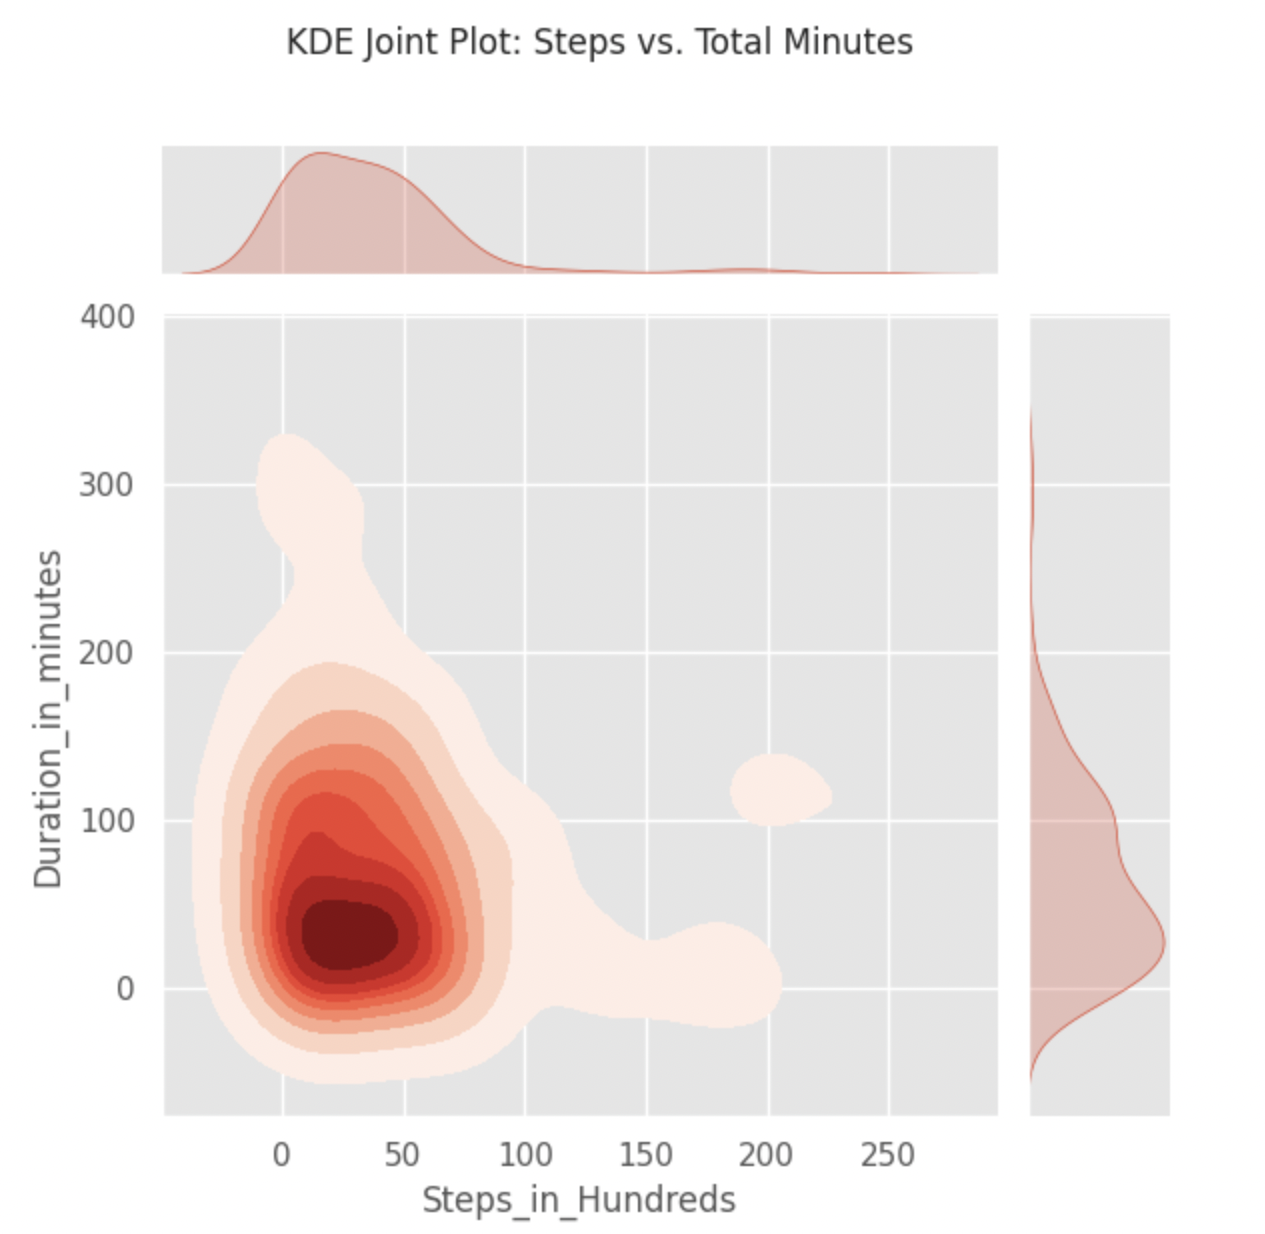 KDE Joint Plot: Steps vs. Total Minutes
400
300
200
100
0
Duration_in_minutes
0 50 100 150 200 250
Steps_in_Hundreds